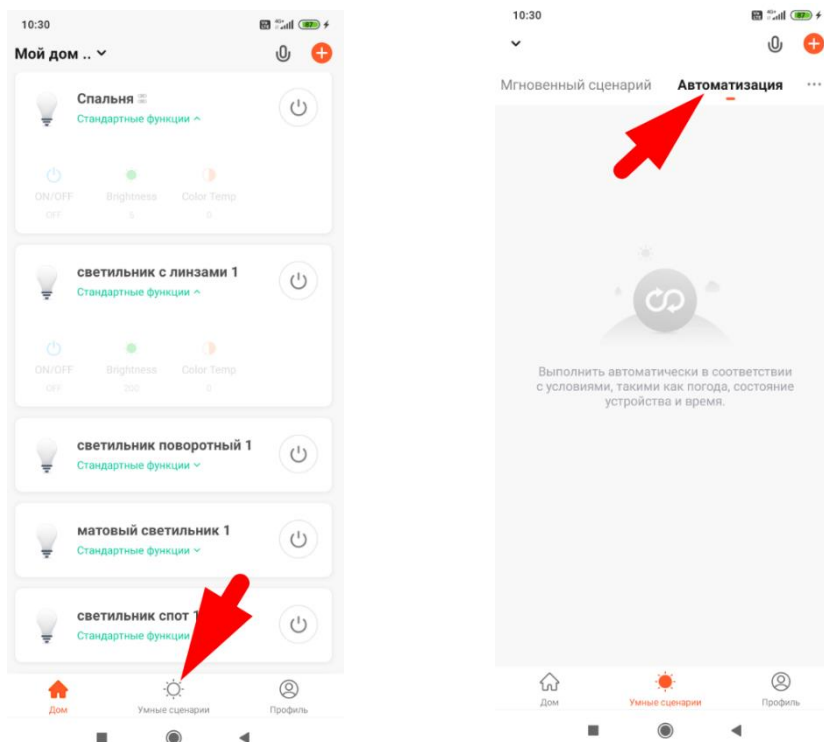 10:30
87
Мой дом ..
Спальня
Стандартные функции
ON/OFF
Brightness
Color Temp
OFF
0
светильник с линзами 1
Стандартные функции
ON/OFF
Brightness
Color Temp
OFF
200
0
светильник поворотный 1
Стандартные функции
матовый светильник 1
Стандартные функции
светильник спот 1
Стандартные функции
Дом
Умные сценарии
Профиль
10:30
87
Мгновенный сценарий
Автоматизация
...
Выполнить автоматически в соответствии
с условиями, такими как погода, состояние
устройства и время.
Дом
Умные сценарии
Профиль